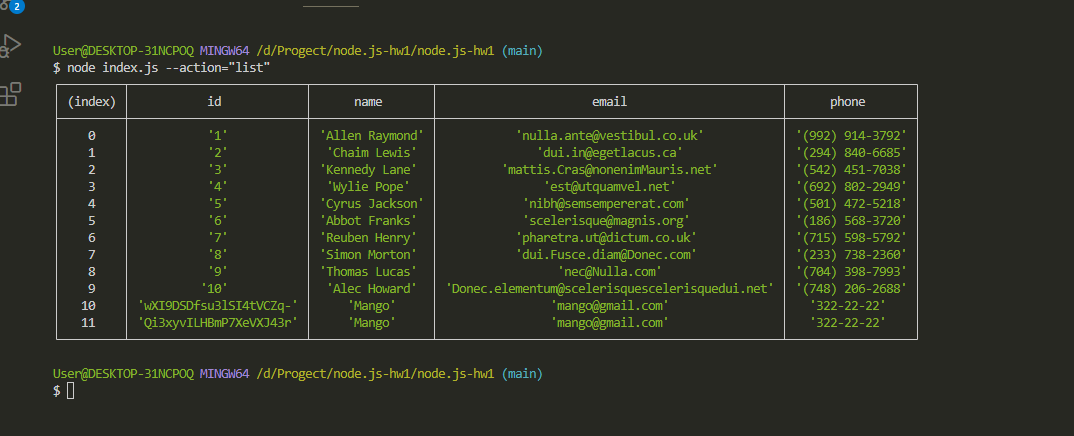 2
User@DESKTOP-31NCPOQ MINGW64 /d/Progect/node.js-hw1/node.js-hw1 (main)
$ node index.js --action="list"
(index) id name email phone
0 '1' 'Allen Raymond' 'nulla.ante@vestibul.co.uk' '(992) 914-3792'
1 '2' 'Chaim Lewis' 'dui.in@egetlacus.ca' '(294) 840-6685'
2 '3' 'Kennedy Lane' 'mattis.Cras@nonenimMauris.net' '(542) 451-7038'
3 '4' 'Wylie Pope' 'est@utquamvel.net' '(692) 802-2949'
4 '5' 'Cyrus Jackson' 'nibh@semsempererat.com' '(501) 472-5218'
5 '6' 'Abbot Franks' 'scelerisque@magnis.org' '(186) 568-3720'
6 '7' 'Reuben Henry' 'pharetra.ut@dictum.co.uk' '(715) 598-5792'
7 '8' 'Simon Morton' 'dui.Fusce.diam@Donec.com' '(233) 738-2360'
8 '9' 'Thomas Lucas' 'nec@Nulla.com' '(704) 398-7993'
9 '10' 'Alec Howard' 'Donec.elementum@scelerisquescelerisquedui.net' '(748) 206-2688'
10 'wXI9DSDfsu3lSI4tVCZq-' 'Mango' 'mango@gmail.com' '322-22-22'
11 'Qi3xyvILHBmP7XeVXJ43r' 'Mango' 'mango@gmail.com' '322-22-22'
User@DESKTOP-31NCPOQ MINGW64 /d/Progect/node.js-hw1/node.js-hw1 (main)
$